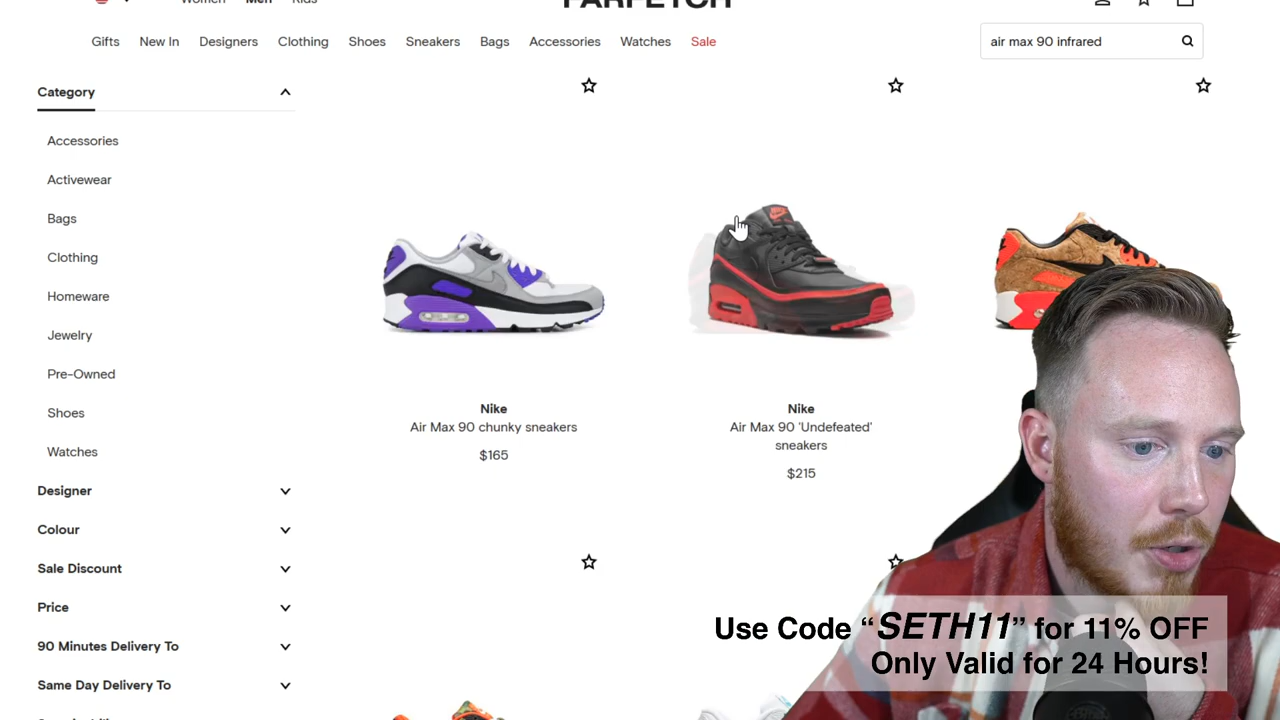 Women Men Kids
FARFETCH
Gifts New In Designers Clothing Shoes Sneakers Bags Accessories Watches Sale
air max 90 infrared
Category
Accessories
Activewear
Bags
Clothing
Homeware
Jewelry
Pre-Owned
Shoes
Watches
Designer
Colour
Sale Discount
Price
90 Minutes Delivery To
Same Day Delivery To
Nike
Air Max 90 chunky sneakers
$165
Nike
Air Max 90 'Undefeated'
sneakers
$215
Use Code “SETH11” for 11% OFF
Only Valid for 24 Hours!